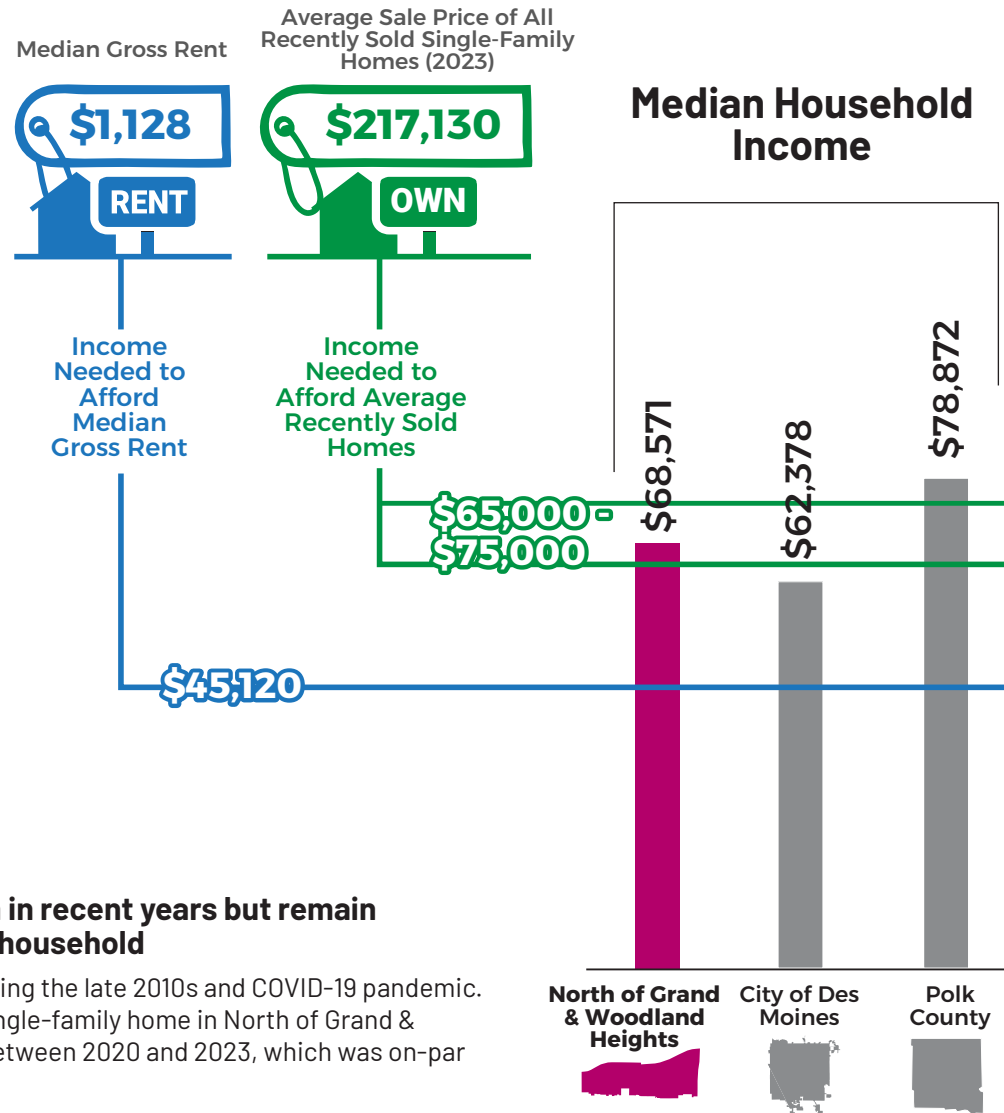 Median Gross Rent
$1,128
RENT
Average Sale Price of All
Recently Sold Single-Family
Homes (2023)
$217,130
OWN
Median Household
Income
Income
Needed to
Afford
Median
Gross Rent
Income
Needed to
Afford Average
Recently Sold
Homes
$65,000 -
$75,000
$45,120
$68,571
$62,378
$78,872
North of Grand
& Woodland
Heights
City of Des
Moines
Polk
County
in recent years but remain
household
ing the late 2010s and COVID-19 pandemic.
ngle-family home in North of Grand &
etween 2020 and 2023, which was on-par